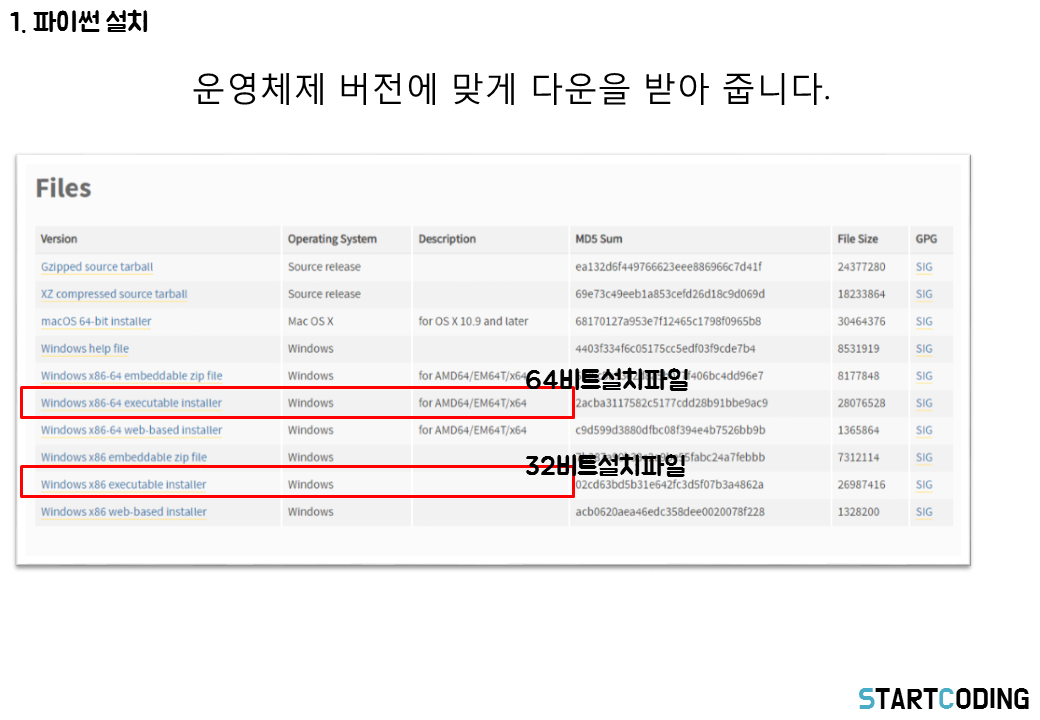 1. 파이썬 설치
운영체제 버전에 맞게 다운을 받아 줍니다.
Files
Version Operating System Description MD5 Sum File Size GPG
Gzipped source tarball Source release ea132d6f449766623eee886966c7d41f 24377280 SIG
XZ compressed source tarball Source release 69e73c49eeb1a853cefd26d18c9d069d 18233864 SIG
macOS 64-bit installer Mac OS X for OS X 10.9 and later 68170127a953e7f12465c1798f0965b8 30464376 SIG
Windows help file Windows 4403f334f6c05175cc5edf03f9cde7b4 8531919 SIG
Windows x86-64 embeddable zip file Windows for AMD64/EM64T/x64 8177848 SIG
64비트설치파일
Windows x86-64 executable installer Windows for AMD64/EM64T/x64 2acba3117582c5177cdd28b91bbe9ac9 28076528 SIG
Windows x86-64 web-based installer Windows for AMD64/EM64T/x64 c9d599d3880dfbc08f394e4b7526bb9b 1365864 SIG
Windows x86 embeddable zip file Windows 7312114 SIG
32비트설치파일
Windows x86 executable installer Windows 02cd63bd5b31e642fc3d5f07b3a4862a 26987416 SIG
Windows x86 web-based installer Windows acb0620aea46edc358dee0020078f228 1328200 SIG
STARTCODING